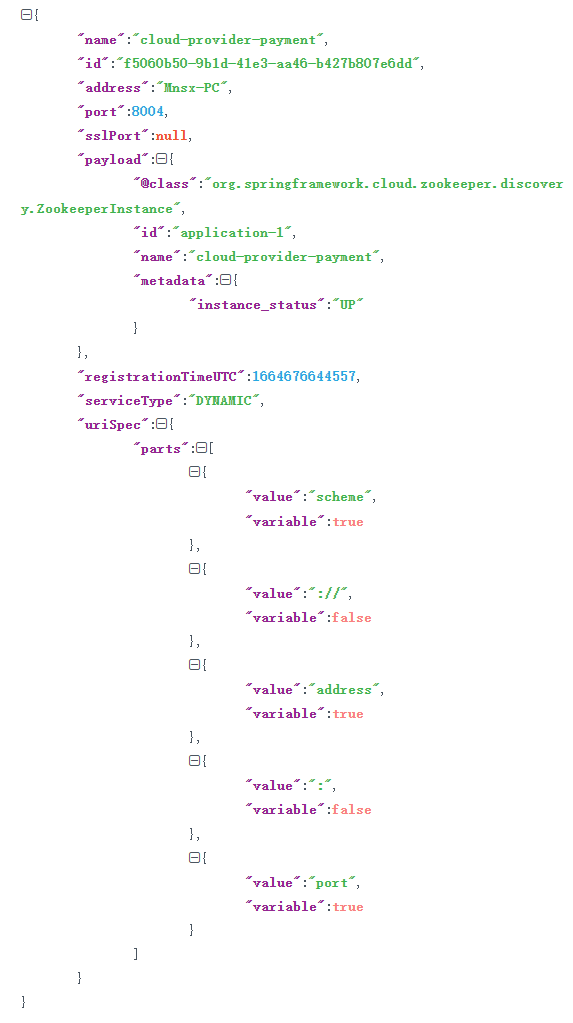 {
"name":"cloud-provider-payment",
"id":"f5060b50-9b1d-41e3-aa46-b427b807e6dd",
"address":"Mnsx-PC",
"port":8004,
"sslPort":null,
"payload":{
"@class":"org.springframework.cloud.zookeeper.discover
y.ZookeeperInstance",
"id":"application-1",
"name":"cloud-provider-payment",
"metadata":{
"instance_status":"UP"
}
},
"registrationTimeUTC":1664676644557,
"serviceType":"DYNAMIC",
"uriSpec":{
"parts":[
{
"value":"scheme",
"variable":true
},
{
"value":"://",
"variable":false
},
{
"value":"address",
"variable":true
},
{
"value":":",
"variable":false
},
{
"value":"port",
"variable":true
}
]
}
}